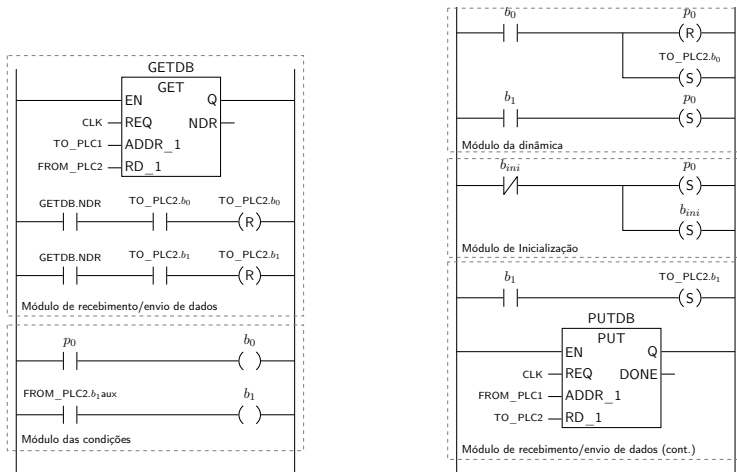 GETDB
GET
EN Q
CLK REQ NDR
TO_PLC1 ADDR_1
FROM_PLC2 RD_1
GETDB.NDR TO_PLC2.b0 TO_PLC2.b0
(R)
GETDB.NDR TO_PLC2.b1 TO_PLC2.b1
(R)
Módulo de recebimento/envio de dados
p0 b0
FROM_PLC2.b1aux b1
Módulo das condições
b0 p0
(R)
TO_PLC2.b0
(S)
b1 p0
(S)
Módulo da dinâmica
bini p0
(S)
bini
(S)
Módulo de Inicialização
b1 TO_PLC2.b1
(S)
PUTDB
PUT
EN Q
CLK REQ DONE
FROM_PLC1 ADDR_1
TO_PLC2 RD_1
Módulo de recebimento/envio de dados (cont.)